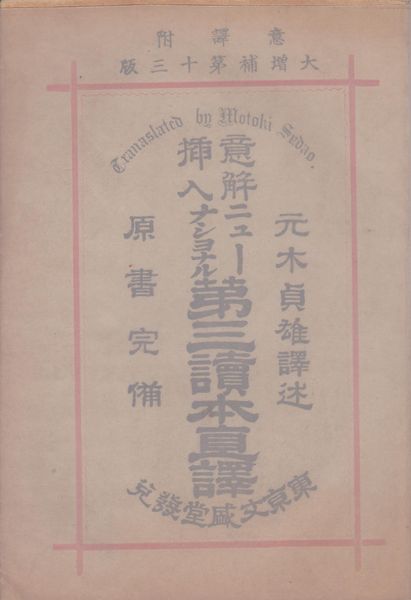 意譯附
大增補第十三版
Tranaslated by Motoki Sydao.
元木貞雄譯述
意解
挿入
ニューナショナル第三讀本直譯
原書完備
東京文盛堂發兌